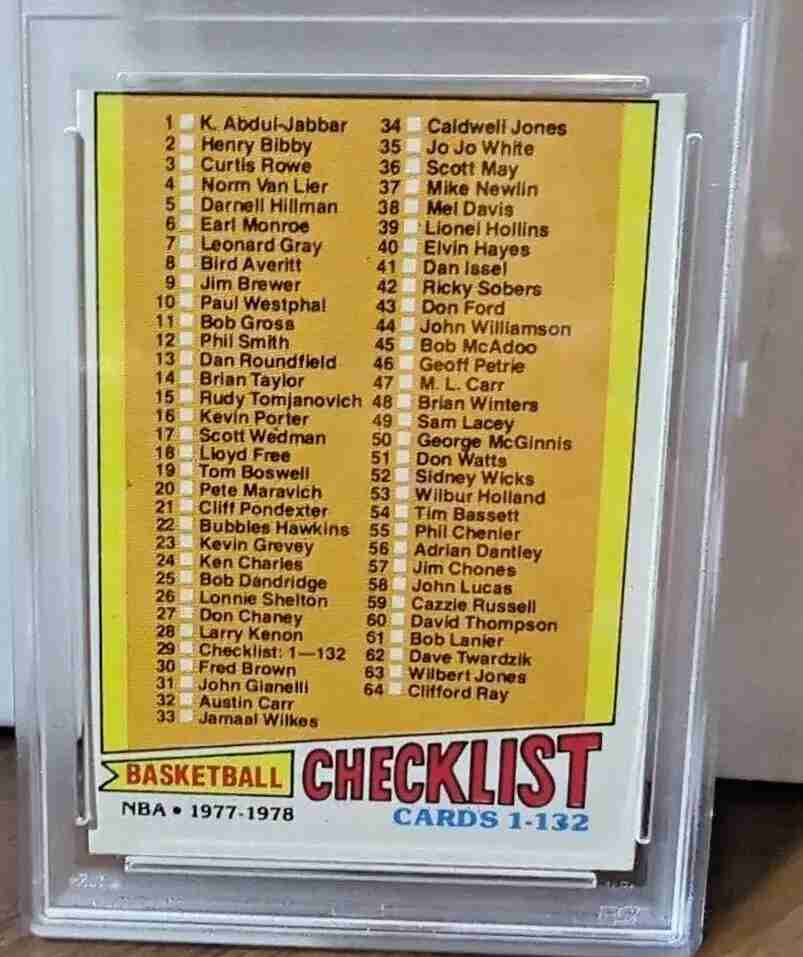 1 K. Abdul-Jabbar
2 Henry Bibby
3 Curtis Rowe
4 Norm Van Lier
5 Darnell Hillman
6 Earl Monroe
7 Leonard Gray
8 Bird Averitt
9 Jim Brewer
10 Paul Westphal
11 Bob Gross
12 Phil Smith
13 Dan Roundfield
14 Brian Taylor
15 Rudy Tomjanovich
16 Kevin Porter
17 Scott Wedman
18 Lloyd Free
19 Tom Boswell
20 Pete Maravich
21 Cliff Pondexter
22 Bubbles Hawkins
23 Kevin Grevey
24 Ken Charles
25 Bob Dandridge
26 Lonnie Shelton
27 Don Chaney
28 Larry Kenon
29 Checklist: 1—132
30 Fred Brown
31 John Gianelli
32 Austin Carr
33 Jamaal Wilkes
34 Caldwell Jones
35 Jo Jo White
36 Scott May
37 Mike Newlin
38 Mel Davis
39 Lionel Hollins
40 Elvin Hayes
41 Dan Issel
42 Ricky Sobers
43 Don Ford
44 John Williamson
45 Bob McAdoo
46 Geoff Petrie
47 M. L. Carr
48 Brian Winters
49 Sam Lacey
50 George McGinnis
51 Don Watts
52 Sidney Wicks
53 Wilbur Holland
54 Tim Bassett
55 Phil Chenier
56 Adrian Dantley
57 Jim Chones
58 John Lucas
59 Cazzie Russell
60 David Thompson
61 Bob Lanier
62 Dave Twardzik
63 Wilbert Jones
64 Clifford Ray
BASKETBALL CHECKLIST
NBA • 1977-1978
CARDS 1-132